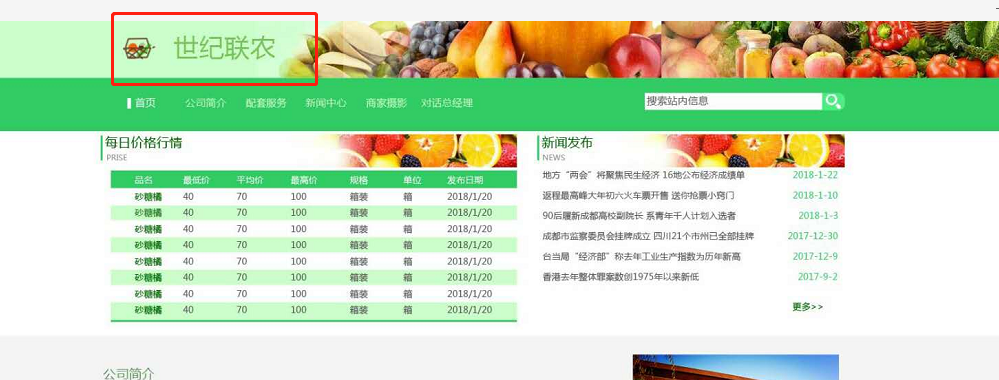 世纪联农
首页 公司简介 配套服务 新闻中心 商家摄影 对话总经理 搜索站内信息
每日价格行情
PRISE
品名 最低价 平均价 最高价 规格 单位 发布日期
砂糖橘 40 70 100 箱装 箱 2018/1/20
砂糖橘 40 70 100 箱装 箱 2018/1/20
砂糖橘 40 70 100 箱装 箱 2018/1/20
砂糖橘 40 70 100 箱装 箱 2018/1/20
砂糖橘 40 70 100 箱装 箱 2018/1/20
砂糖橘 40 70 100 箱装 箱 2018/1/20
砂糖橘 40 70 100 箱装 箱 2018/1/20
砂糖橘 40 70 100 箱装 箱 2018/1/20
新闻发布
NEWS
地方“两会”将聚焦民生经济 16地公布经济成绩单 2018-1-22
返程最高峰大年初六火车票开售 送你抢票小窍门 2018-1-10
90后履新成都高校副院长 系青年千人计划入选者 2018-1-3
成都市监察委员会挂牌成立 四川21个市州已全部挂牌 2017-12-30
台当局“经济部”称去年工业生产指数为历年新高 2017-12-9
香港去年整体罪案数创1975年以来新低 2017-9-2
更多>>
公司简介